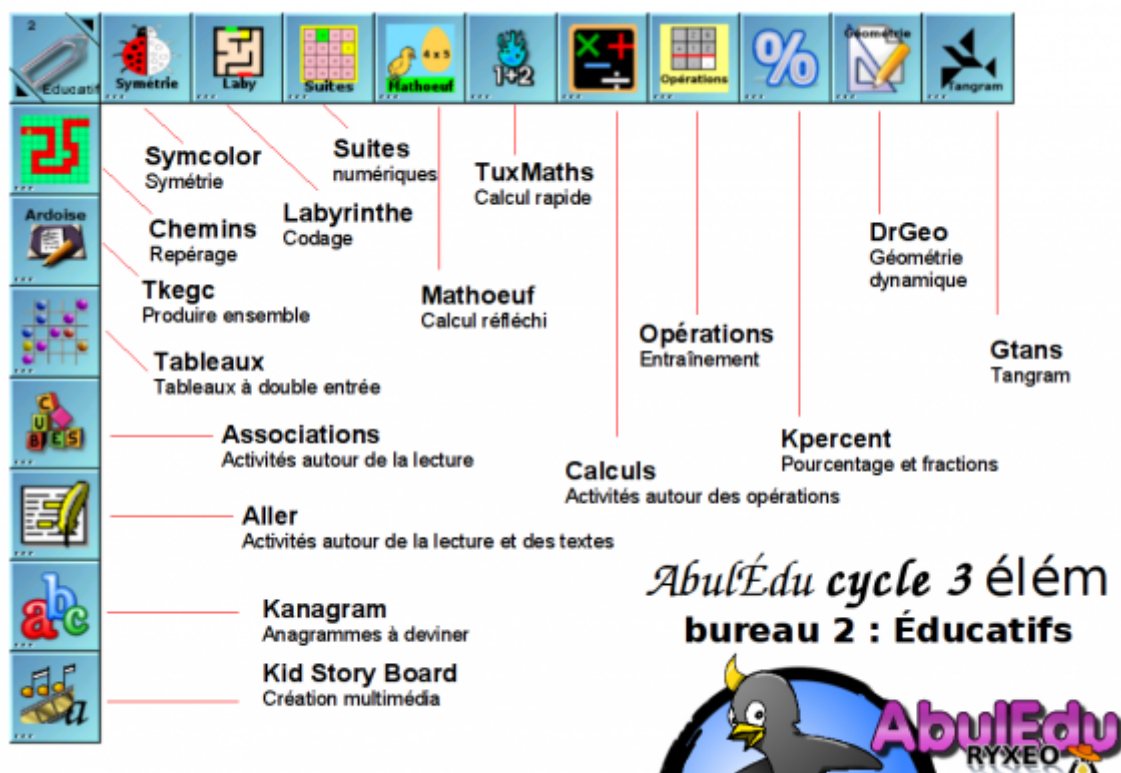 2
Educatif
Symétrie
Laby
Suites
4 x 5
Mathoeuf
1+2
Opérations
%
Géométrie
Tangram
Symcolor
Symétrie
Suites
numériques
TuxMaths
Calcul rapide
Ardoise
Chemins
Repérage
Labyrinthe
Codage
DrGeo
Géométrie
dynamique
Tkegc
Produire ensemble
Mathoeuf
Calcul réfléchi
Opérations
Entraînement
Gtans
Tangram
Tableaux
Tableaux à double entrée
CUBES
Associations
Activités autour de la lecture
Kpercent
Pourcentage et fractions
Calculs
Activités autour des opérations
Aller
Activités autour de la lecture et des textes
AbulÉdu cycle 3 élém
bureau 2 : Éducatifs
abc
Kanagram
Anagrammes à deviner
Kid Story Board
Création multimédia
a
AbulEdu
RYXEO